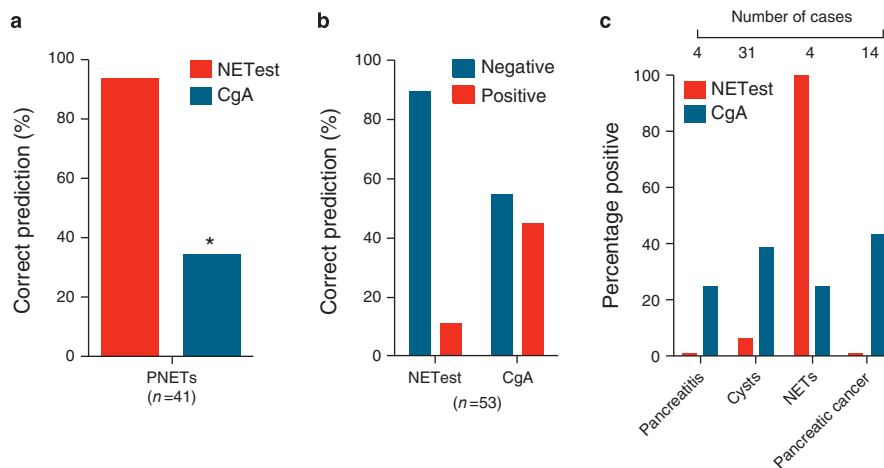 a
Correct prediction (%)
100
80
60
40
20
0
NETest
CgA
*
PNETs
(n=41)
b
Correct prediction (%)
100
80
60
40
20
0
Negative
Positive
NETest CgA
(n=53)
c
Number of cases
4 31 4 14
Percentage positive
100
80
60
40
20
0
NETest
CgA
Pancreatitis
Cysts
NETs
Pancreatic cancer